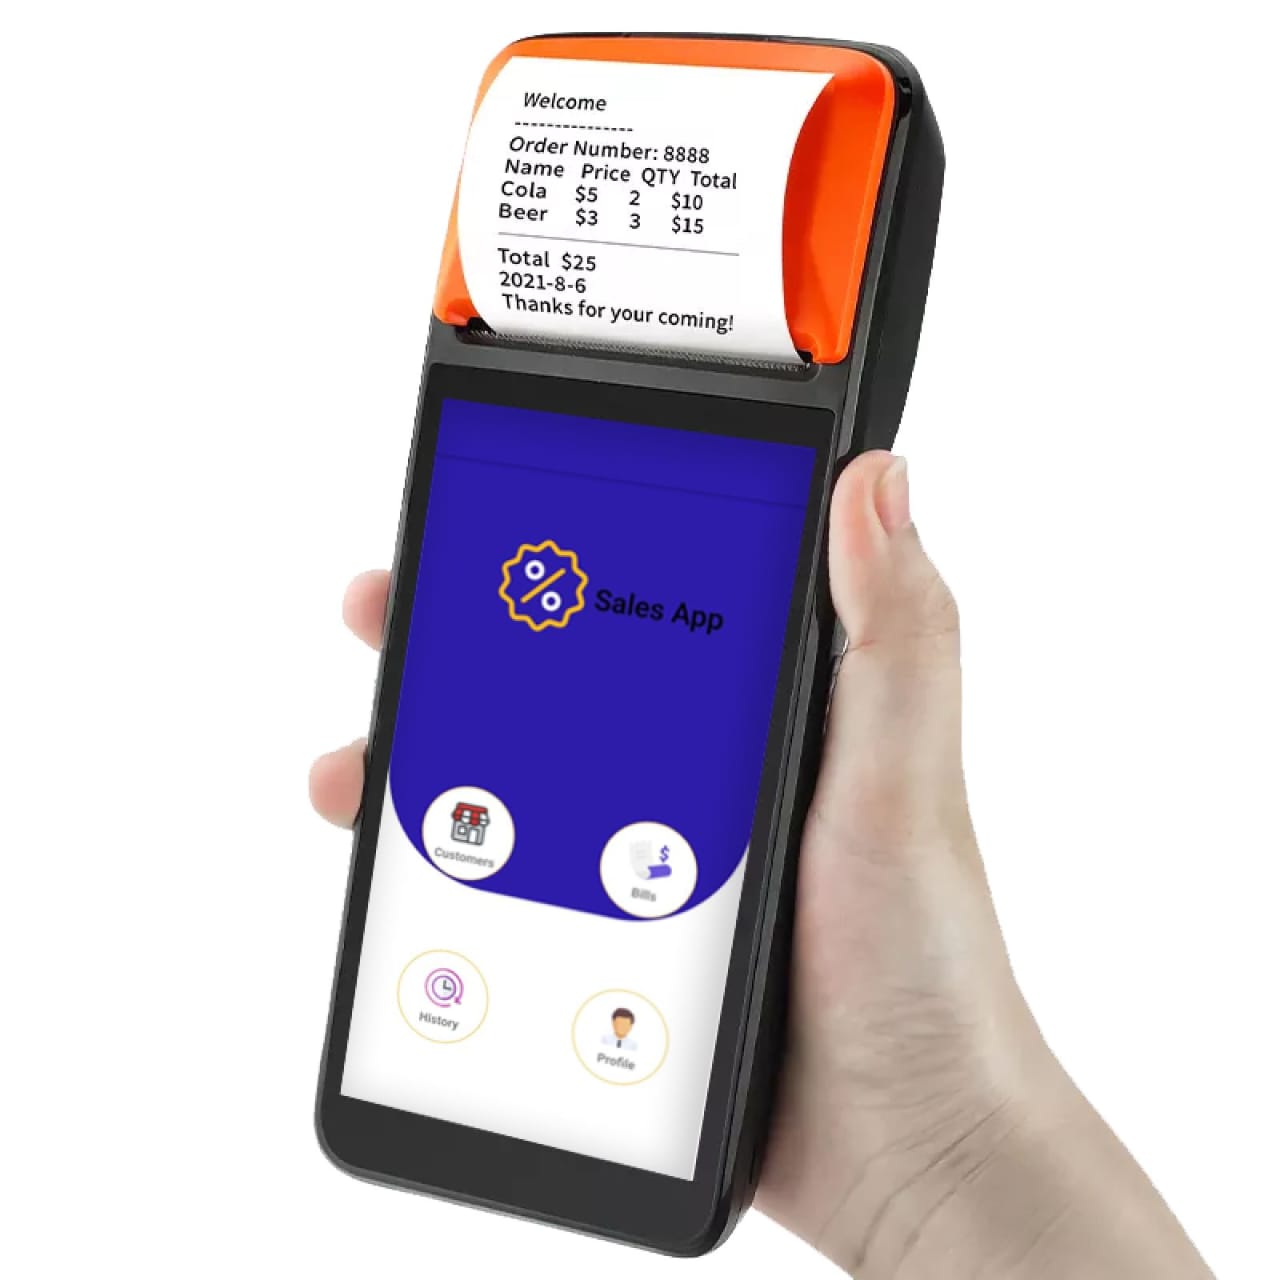 Welcome
---------------
Order Number: 8888
Name Price QTY Total
Cola $5 2 $10
Beer $3 3 $15
Total $25
2021-8-6
Thanks for your coming!
Sales App
Customers
Bills
History
Profile